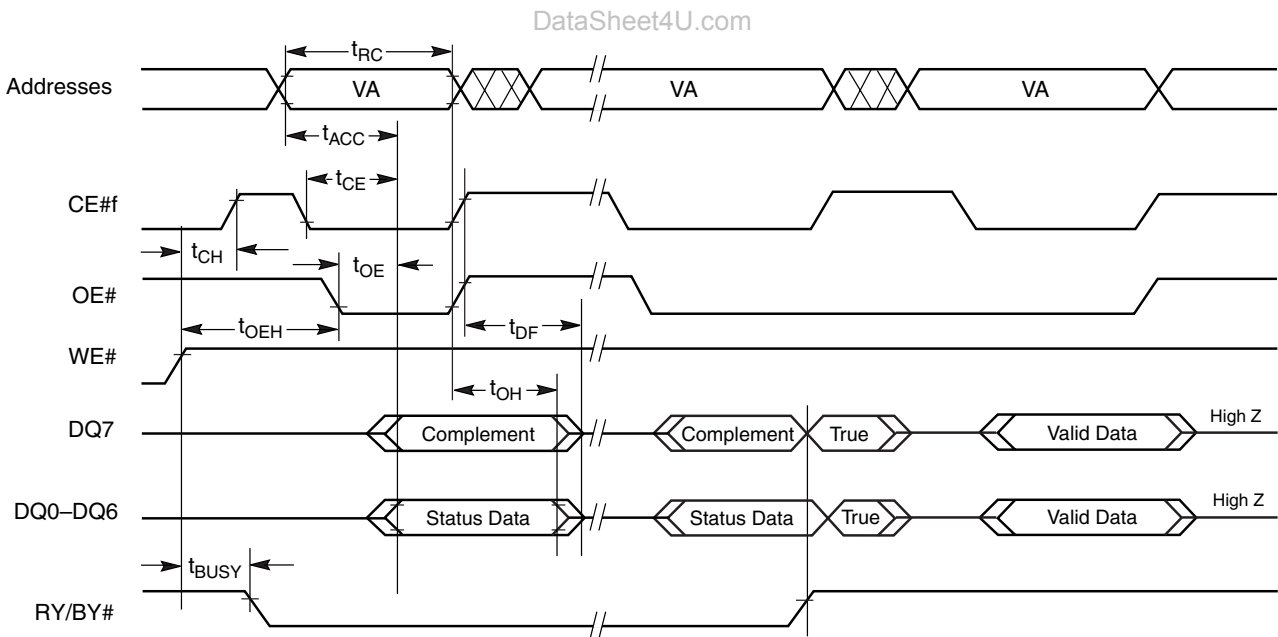 DataSheet4U.com
tRC
Addresses VA VA VA
tACC
tCE
CE#f
tCH
tOE
OE#
tOEH tDF
WE#
tOH
DQ7 Complement Complement True Valid Data High Z
DQ0–DQ6 Status Data Status Data True Valid Data High Z
tBUSY
RY/BY#